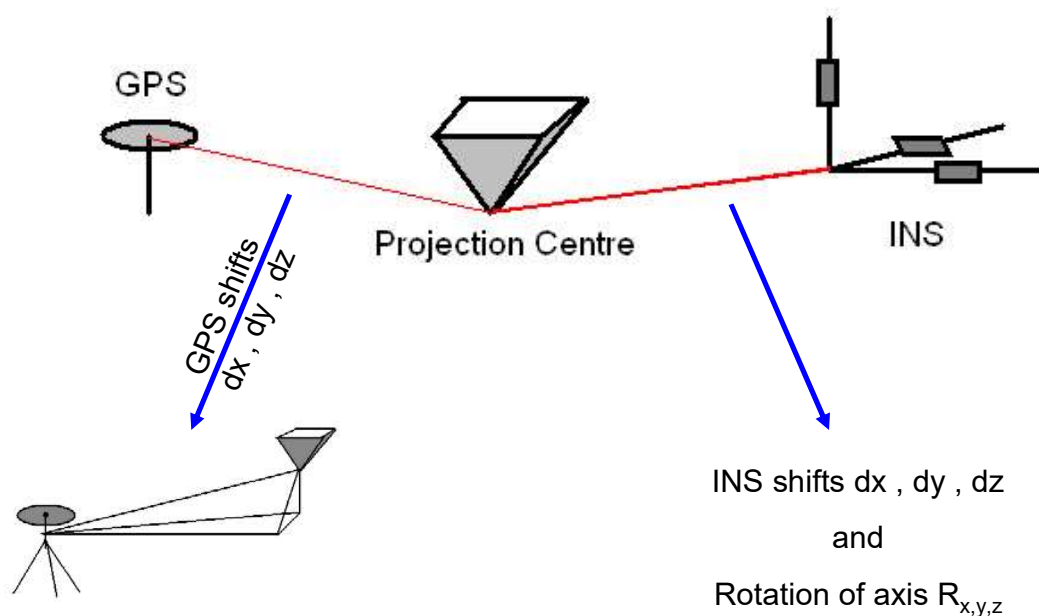 GPS
Projection Centre
INS
GPS shifts
dx , dy , dz
INS shifts dx , dy , dz
and
Rotation of axis Rx,y,z